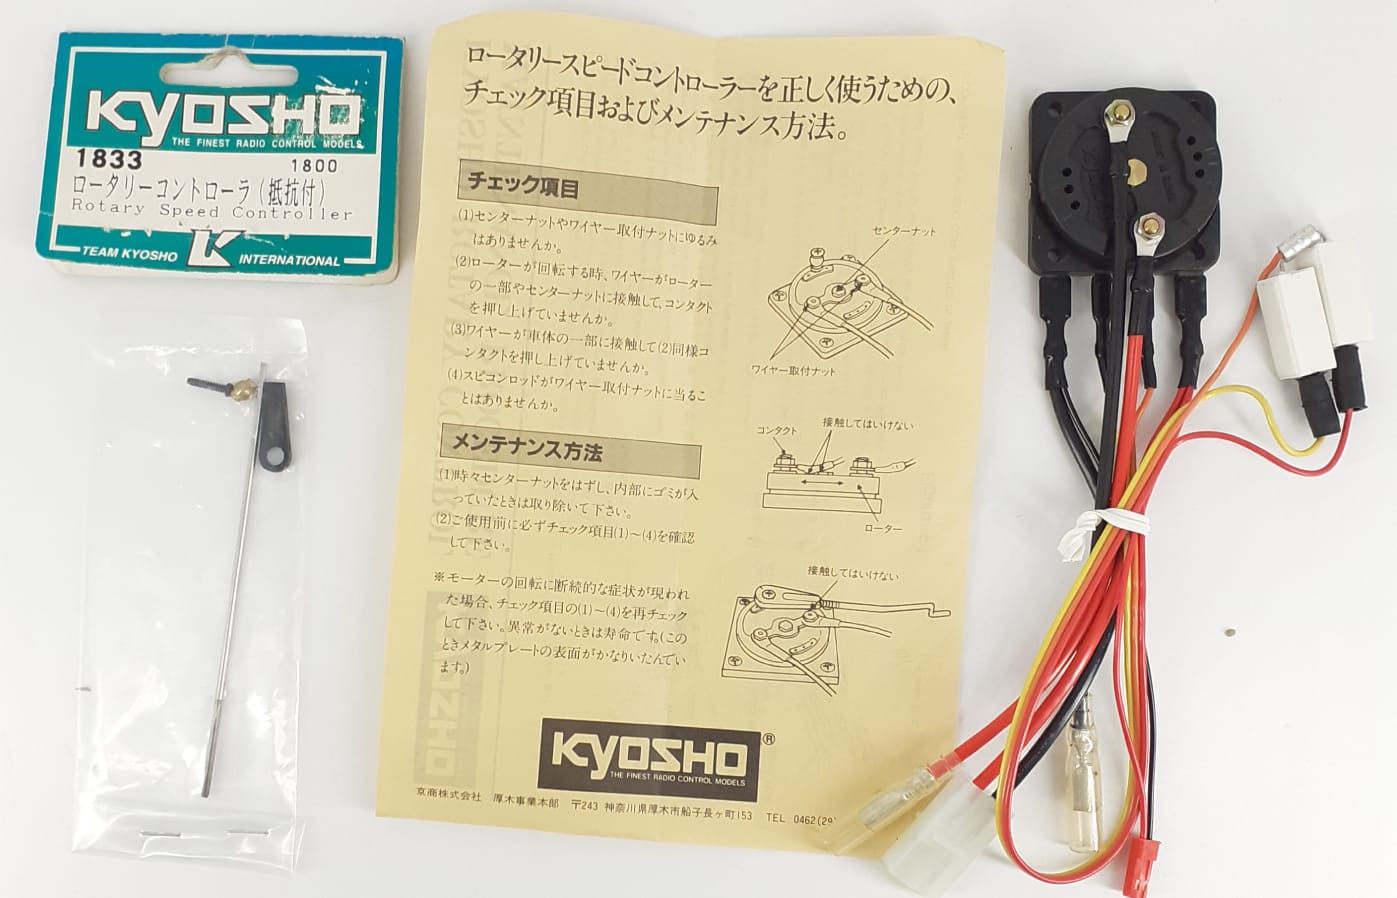 KYOSHO
THE FINEST RADIO CONTROL MODELS
1833
1800
ロータリーコントローラ(抵抗付)
Rotary Speed Controller
TEAM KYOSHO
INTERNATIONAL
ロータリースピードコントローラーを正しく使うための、
チェック項目およびメンテナンス方法。
チェック項目
(1)センターナットやワイヤー取付ナットにゆるみ
はありませんか。
(2)ローターが回転する時、ワイヤーがローター
の一部やセンターナットに接触して、コンタクト
を押し上げていませんか。
(3)ワイヤーが車体の一部に接触して(2)同様コ
ンタクトを押し上げていませんか。
(4)スピコンロッドがワイヤー取付ナットに当るこ
とはありませんか。
センターナット
ワイヤー取付ナット
メンテナンス方法
(1)時々センターナットをはずし、内部にゴミが入
っていたときは取り除いて下さい。
(2)ご使用前に必ずチェック項目(1)～(4)を確認
して下さい。
コンタクト
接触してはいけない
ローター
※モーターの回転に断続的な症状が現われ
た場合、チェック項目の(1)～(4)を再チェック
して下さい。異常がないときは寿命です。(この
ときメタルプレートの表面がかなりいたんでい
ます。)
接触してはいけない
KYOSHO ®
THE FINEST RADIO CONTROL MODELS
京商株式会社 厚木事業本部 〒243 神奈川県厚木市船子長ヶ町153 TEL 0462(29)